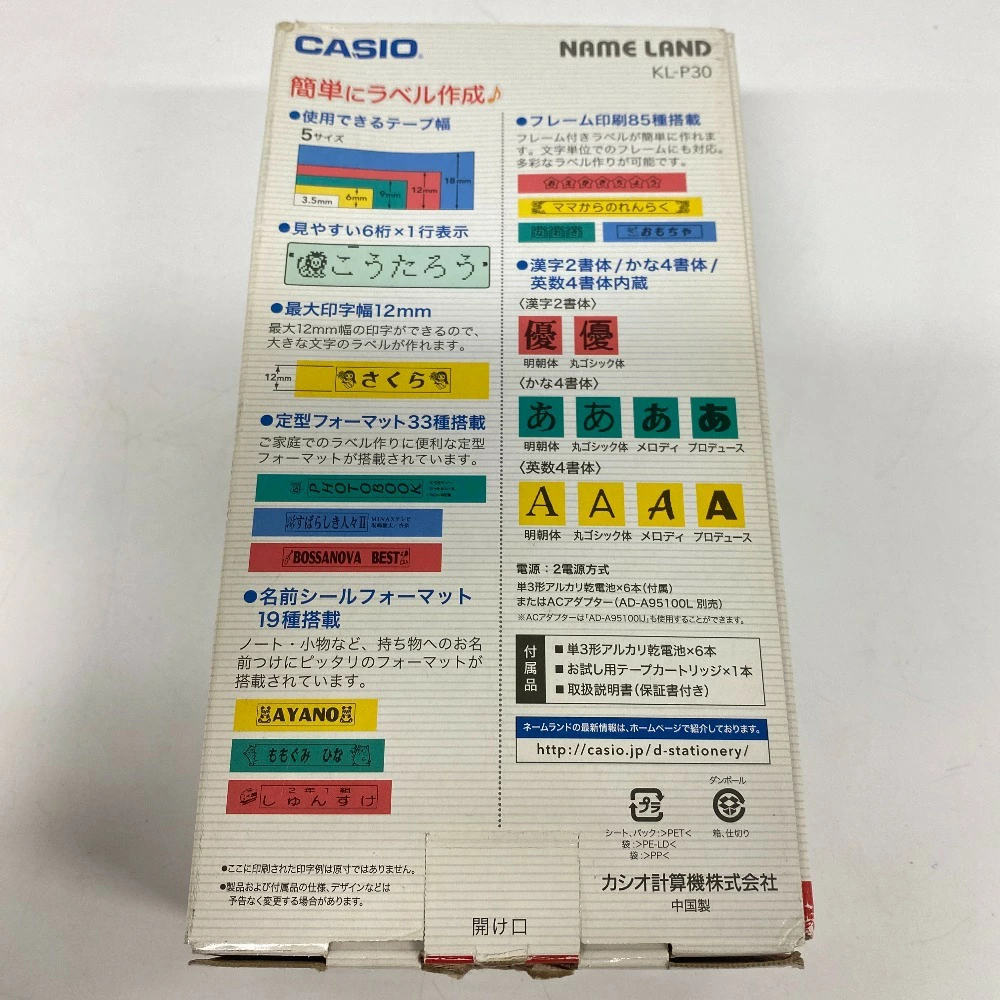 CASIO®
NAME LAND
KL-P30
簡単にラベル作成♪
●使用できるテープ幅
5サイズ
18mm
12mm
9mm
6mm
3.5mm
●見やすい6桁×1行表示
こうたろう
●最大印字幅12mm
最大12mm幅の印字ができるので、
大きな文字のラベルが作れます。
12mm
さくら
●定型フォーマット33種搭載
ご家庭でのラベル作りに便利な定型
フォーマットが搭載されています。
PHOTOBOOK
すばらしき人々Ⅱ
BOSSANOVA BEST
●名前シールフォーマット
19種搭載
ノート・小物など、持ち物へのお名
前つけにピッタリのフォーマットが
搭載されています。
AYANO
ももぐみ ひな
2年1組
しゅんすけ
●ここに印刷された印字例は原寸ではありません。
●製品および付属品の仕様、デザインなどは
予告なく変更する場合があります。
●フレーム印刷85種搭載
フレーム付きラベルが簡単に作れま
す。文字単位でのフレームにも対応。
多彩なラベル作りが可能です。
ママからのれんらく
おもちゃ
●漢字2書体/かな4書体/
英数4書体内蔵
〈漢字2書体〉
優 優
明朝体 丸ゴシック体
〈かな4書体〉
あ あ あ あ
明朝体 丸ゴシック体 メロディ プロデュース
〈英数4書体〉
A A A A
明朝体 丸ゴシック体 メロディ プロデュース
電源：2電源方式
単3形アルカリ乾電池×6本(付属)
またはACアダプター(AD-A95100L 別売)
※ACアダプターは「AD-A95100IJ」も使用することができます。
付属品
■単3形アルカリ乾電池×6本
■お試し用テープカートリッジ×1本
■取扱説明書(保証書付き)
ネームランドの最新情報は、ホームページで紹介しております。
http://casio.jp/d-stationery/
プラ
シート、パック:>PET<
袋:>PE-LD<
袋:>PP<
ダンボール
箱、仕切り
カシオ計算機株式会社
中国製
開け口